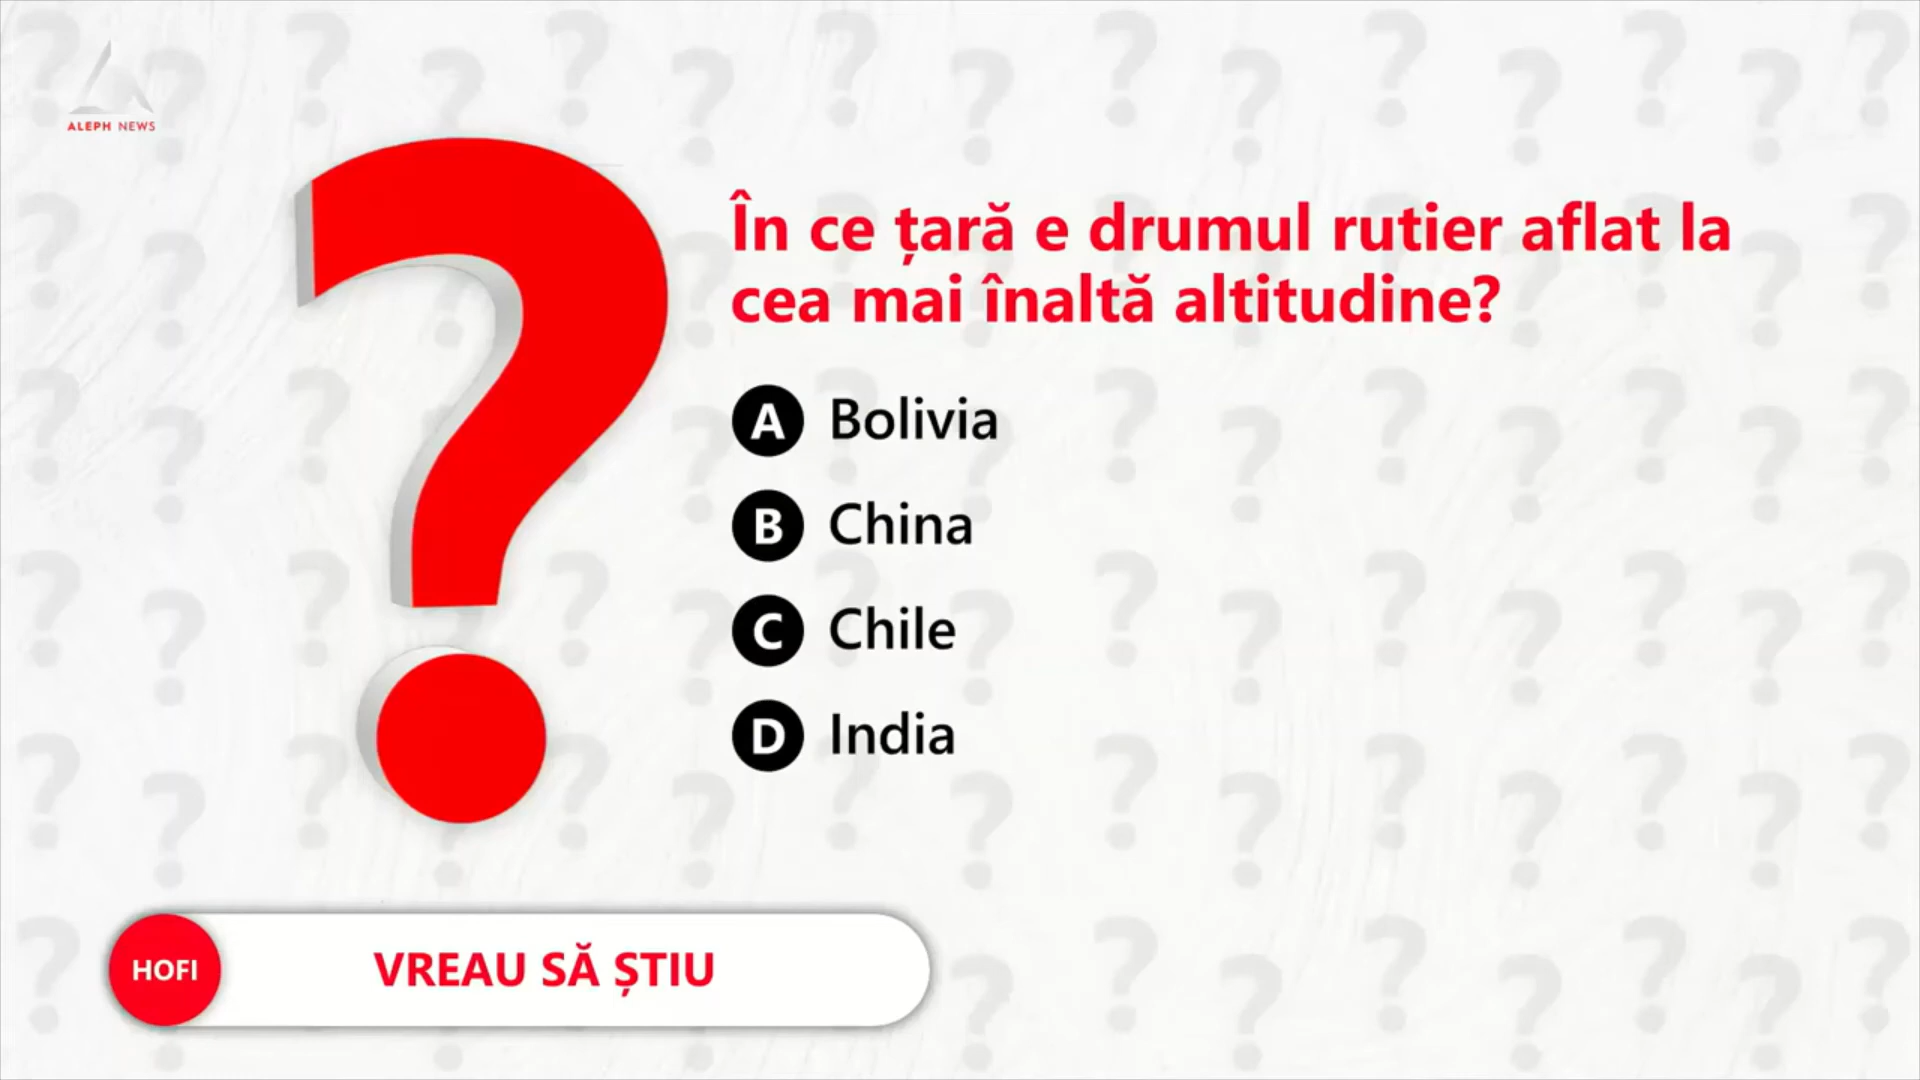 ALEPH NEWS
În ce țară e drumul rutier aflat la
cea mai înaltă altitudine?
A Bolivia
B China
C Chile
D India
HOFI VREAU SĂ ȘTIU